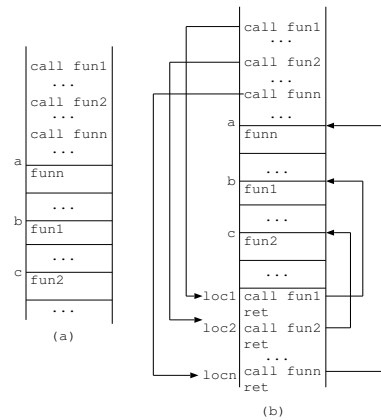 call fun1
...
call fun2
...
call funn
...
a
funn
...
b
fun1
...
c
fun2
...
(a)
call fun1
...
call fun2
...
call funn
...
a
funn
...
b
fun1
...
c
fun2
...
loc1 call fun1
ret
loc2 call fun2
ret
...
locn call funn
ret
(b)